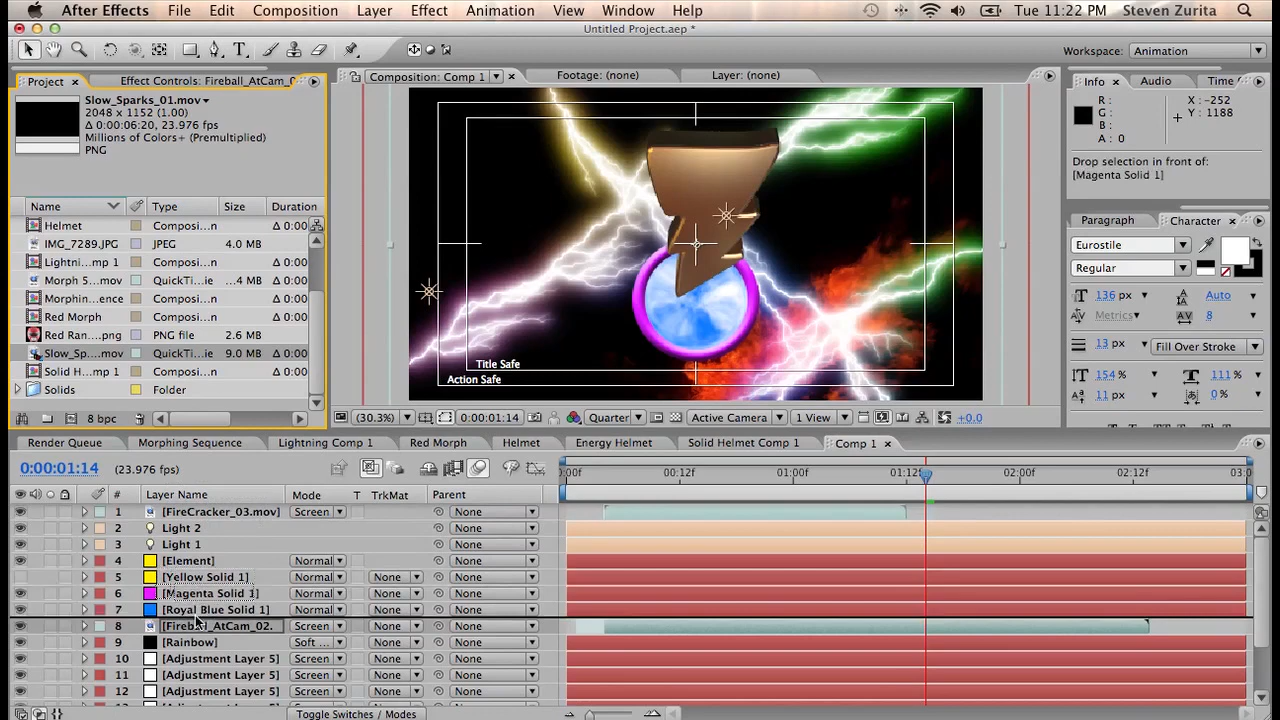 After Effects File Edit Composition Layer Effect Animation View Window Help Tue 11:22 PM Steven Zurita
Untitled Project.aep *
Workspace: Animation
Project × Effect Controls: Fireball_AtCam_0
Composition: Comp 1 × Footage: (none) Layer: (none)
Info × Audio Time
Slow_Sparks_01.mov
2048 x 1152 (1.00)
Δ 0:00:06:20, 23.976 fps
Millions of Colors+ (Premultiplied)
PNG
R :
G :
B :
A : 0
X : -252
Y : 1188
Drop selection in front of:
[Magenta Solid 1]
Name Type Size Duration
Helmet Composi...n Δ 0:00
IMG_7289.JPG JPEG 4.0 MB
Lightni...mp 1 Composi...n Δ 0:00
Morph 5...mov QuickTi...ie ...4 MB Δ 0:00
Morphin...ence Composi...n Δ 0:00
Red Morph Composi...n Δ 0:00
Red Ran...png PNG file 2.6 MB
Slow_Sp....mov QuickTi...ie 9.0 MB Δ 0:00
Solid H...mp 1 Composi...n Δ 0:00
Solids Folder
8 bpc
Title Safe
Action Safe
(30.3%) 0:00:01:14 Quarter Active Camera 1 View +0.0
Paragraph Character ×
Eurostile
Regular
136 px Auto
Metrics 8
13 px Fill Over Stroke
154 % 111 %
11 px 0 %
Render Queue Morphing Sequence Lightning Comp 1 Red Morph Helmet Energy Helmet Solid Helmet Comp 1 Comp 1 ×
0:00:01:14 (23.976 fps)
:00f 00:12f 01:00f 01:12f 02:00f 02:12f 03:0
# Layer Name Mode T TrkMat Parent
1 [FireCracker_03.mov] Screen None
2 Light 2 None
3 Light 1 None
4 [Element] Normal None
5 [Yellow Solid 1] Normal None None
6 [Magenta Solid 1] Normal None None
7 [Royal Blue Solid 1] Normal None None
8 [Fireball_AtCam_02. Screen None None
9 [Rainbow] Soft ... None None
10 [Adjustment Layer 5] Screen None None
11 [Adjustment Layer 5] Screen None None
12 [Adjustment Layer 5] Screen None None
Toggle Switches / Modes